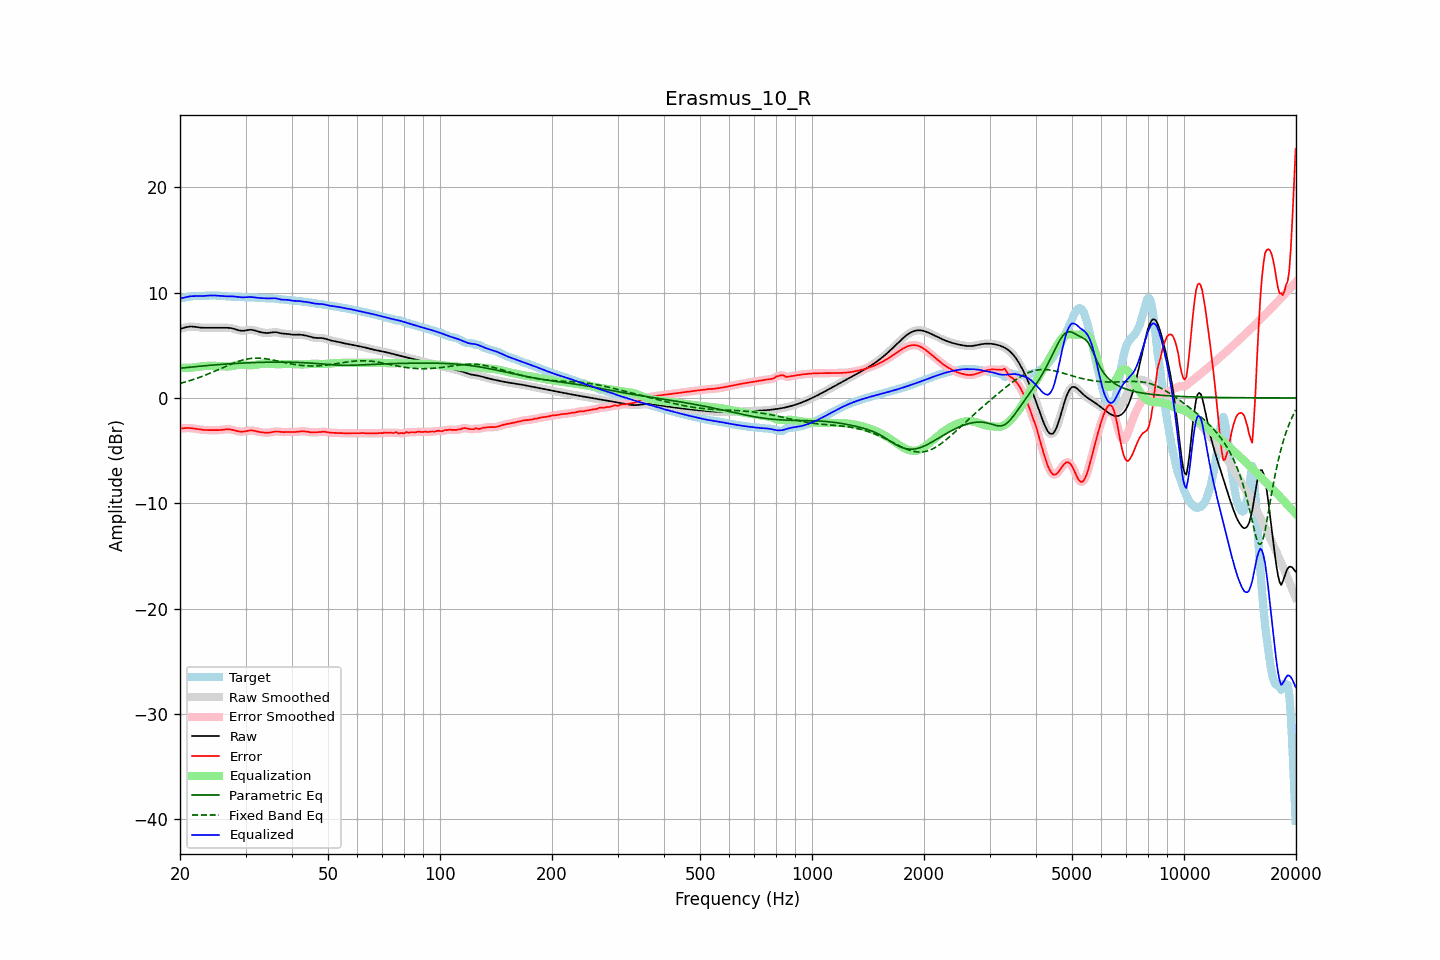 Erasmus_10_R
Amplitude (dBr)
20
10
0
−10
−20
−30
−40
Target
Raw Smoothed
Error Smoothed
Raw
Error
Equalization
Parametric Eq
Fixed Band Eq
Equalized
20 50 100 200 500 1000 2000 5000 10000 20000
Frequency (Hz)